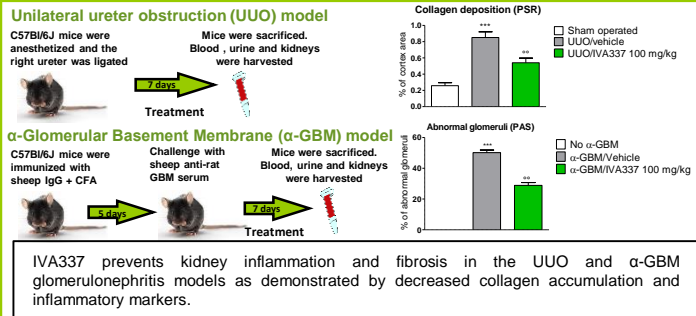 Unilateral ureter obstruction (UUO) model
C57Bl/6J mice were
anesthetized and the
right ureter was ligated
Mice were sacrificed.
Blood , urine and kidneys
were harvested
7 days
Treatment
Collagen deposition (PSR)
% of cortex area
1.0
0.8
0.6
0.4
0.2
0.0
***
°°
Sham operated
UUO/vehicle
UUO/IVA337 100 mg/kg
α-Glomerular Basement Membrane (α-GBM) model
C57Bl/6J mice were
immunized with
sheep IgG + CFA
Challenge with
sheep anti-rat
GBM serum
Mice were sacrificed.
Blood, urine and kidneys
were harvested
5 days
7 days
Treatment
Abnormal glomeruli (PAS)
% of abnormal glomeruli
60
40
20
0
***
°°
No α-GBM
α-GBM/Vehicle
α-GBM/IVA337 100 mg/kg
IVA337 prevents kidney inflammation and fibrosis in the UUO and α-GBM
glomerulonephritis models as demonstrated by decreased collagen accumulation and
inflammatory markers.